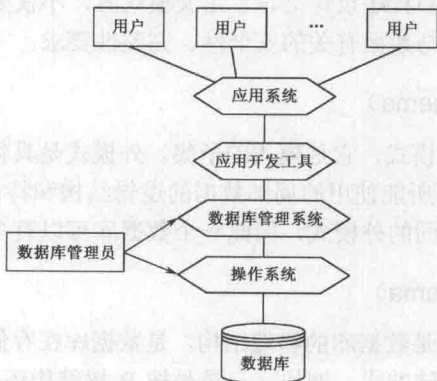 用户
用户
...
用户
应用系统
应用开发工具
数据库管理系统
数据库管理员
操作系统
数据库